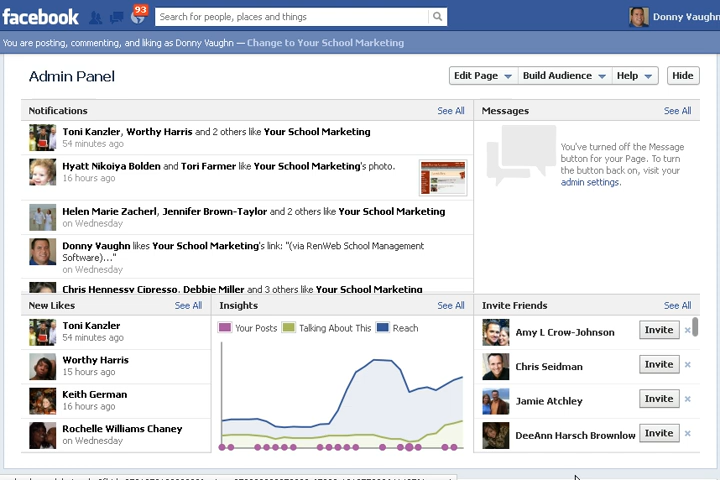 facebook
93
Search for people, places and things
Donny Vaughn
You are posting, commenting, and liking as Donny Vaughn — Change to Your School Marketing
Admin Panel
Edit Page
Build Audience
Help
Hide
Notifications
See All
Toni Kanzler, Worthy Harris and 2 others like Your School Marketing
54 minutes ago
Hyatt Nikoiya Bolden and Tori Farmer like Your School Marketing's photo.
16 hours ago
Helen Marie Zacherl, Jennifer Brown-Taylor and 2 others like Your School Marketing
on Wednesday
Donny Vaughn likes Your School Marketing's link: "(via RenWeb School Management
Software)..."
on Wednesday
Chris Hennessy Cipresso, Debbie Miller and 3 others like Your School Marketing
Messages
See All
You've turned off the Message
button for your Page. To turn
the button back on, visit your
admin settings.
New Likes
See All
Toni Kanzler
54 minutes ago
Worthy Harris
15 hours ago
Keith German
16 hours ago
Rochelle Williams Chaney
on Wednesday
Insights
See All
Your Posts
Talking About This
Reach
Invite Friends
See All
Amy L Crow-Johnson
Invite
Chris Seidman
Invite
Jamie Atchley
Invite
DeeAnn Harsch Brownlow
Invite